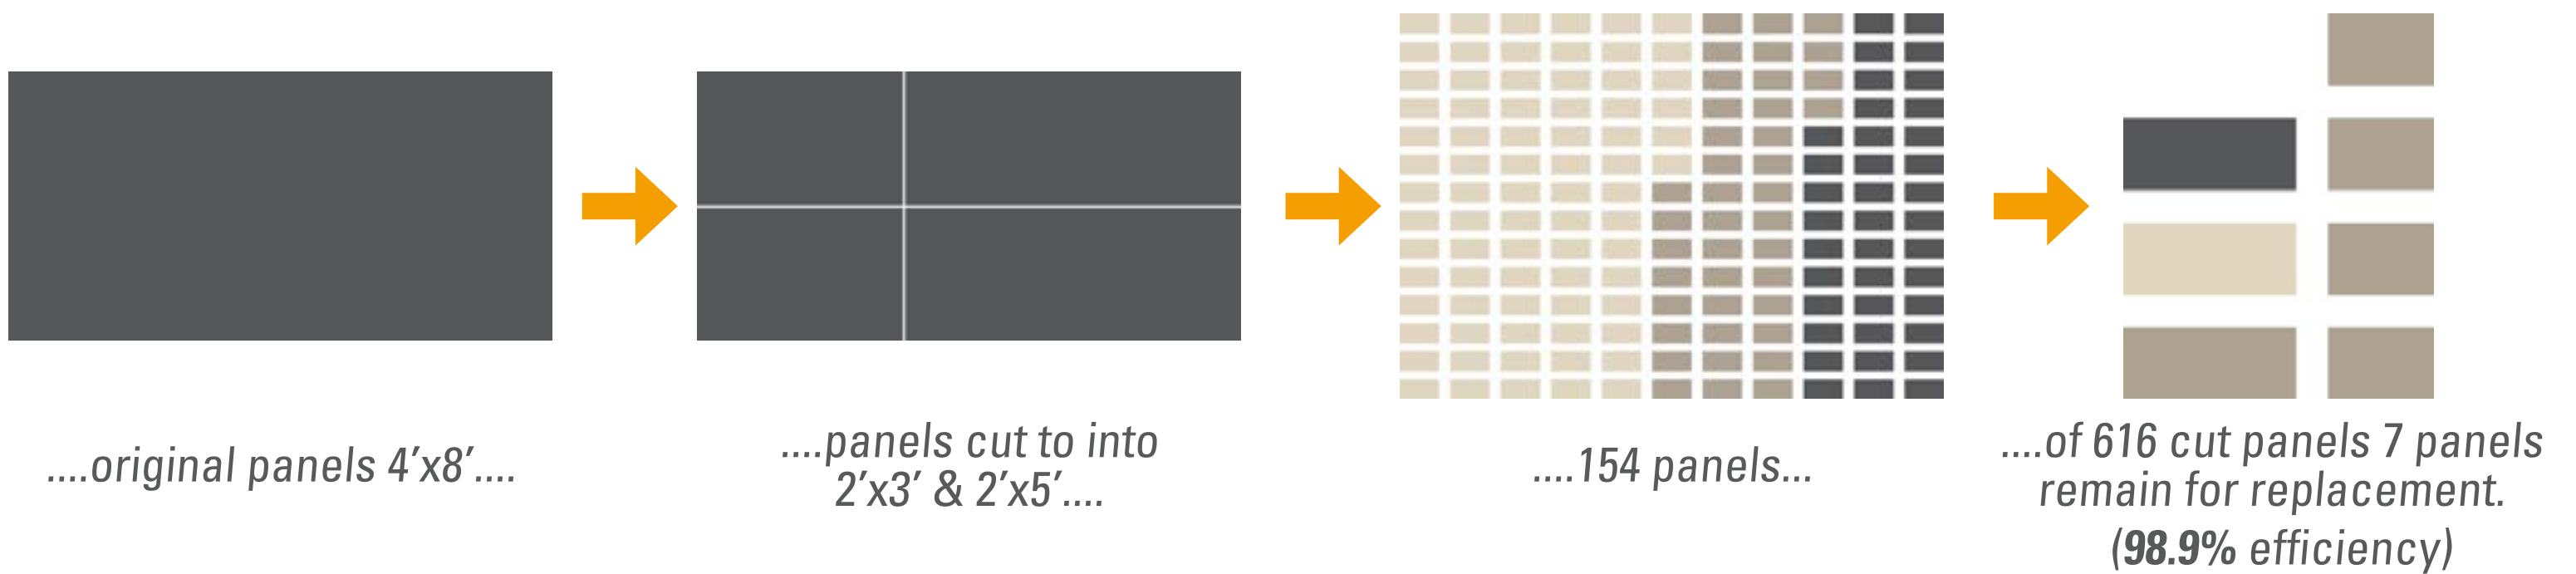 ....original panels 4’x8’....
....panels cut to into
2’x3’ & 2’x5’....
....154 panels...
....of 616 cut panels 7 panels
remain for replacement.
(98.9% efficiency)